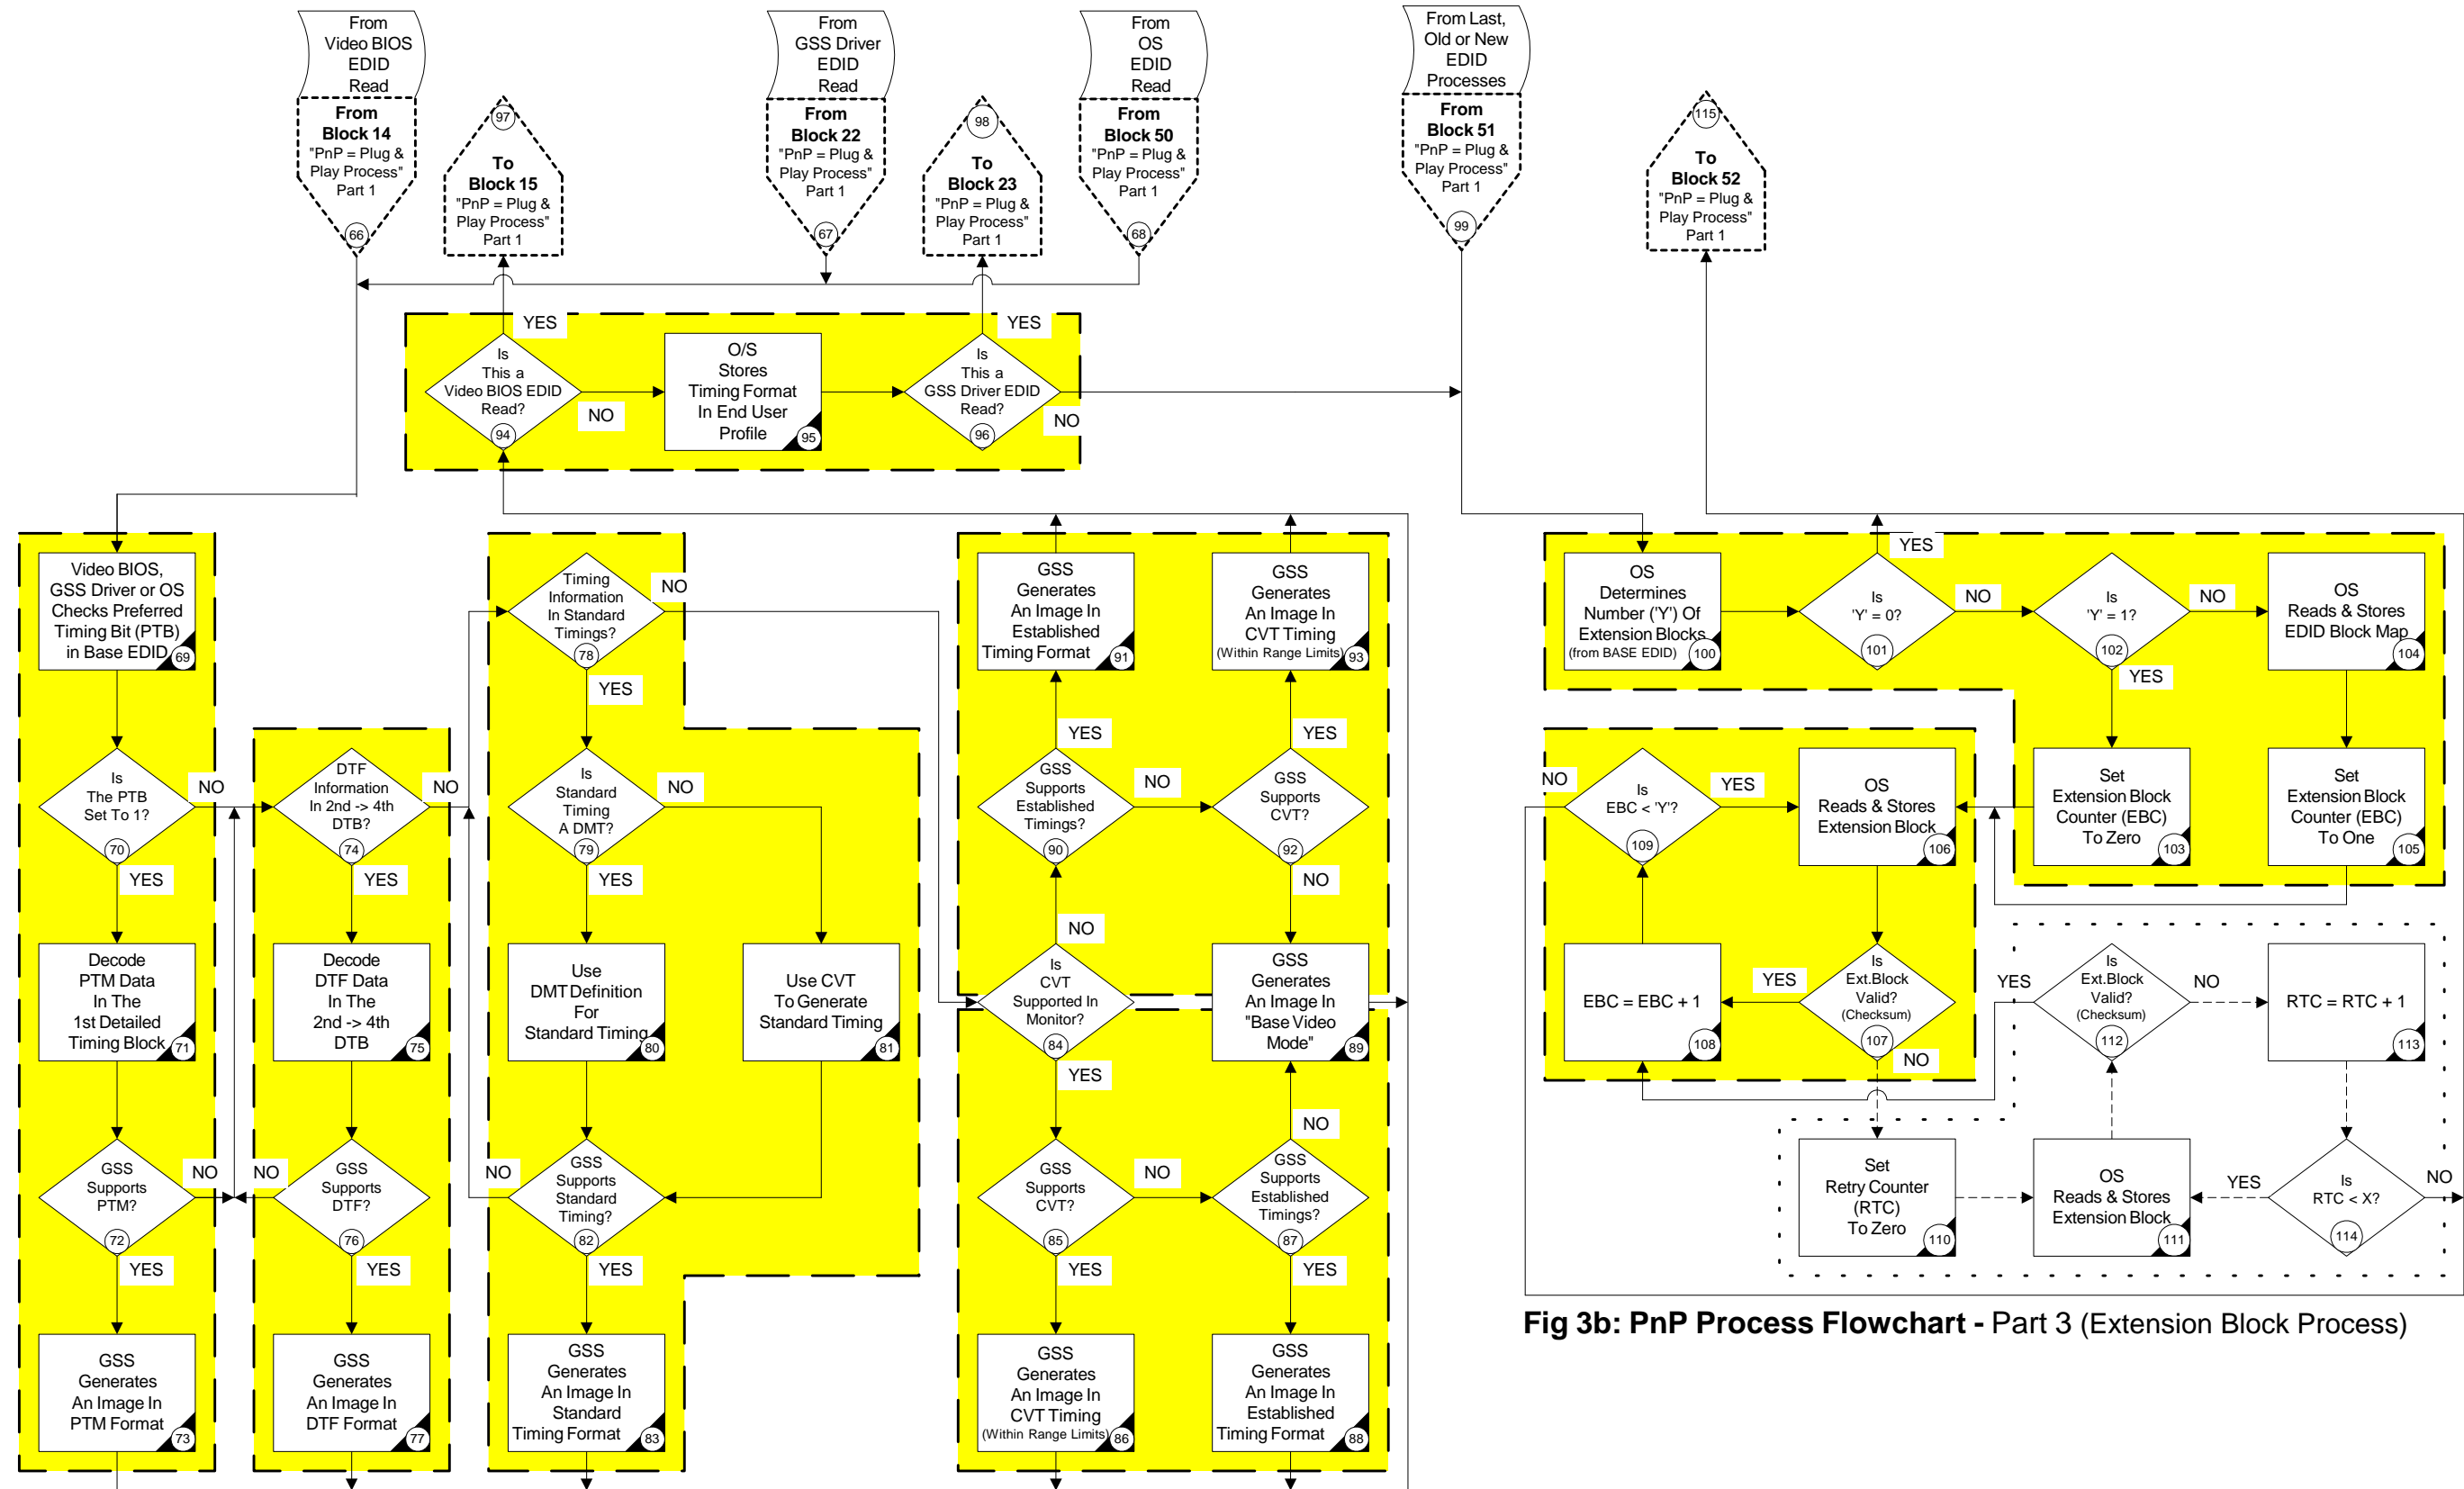 From
Video BIOS
EDID
Read
From
Block 14
"PnP = Plug &
Play Process"
Part 1
66
97
To
Block 15
"PnP = Plug &
Play Process"
Part 1
From
GSS Driver
EDID
Read
From
Block 22
"PnP = Plug &
Play Process"
Part 1
67
98
To
Block 23
"PnP = Plug &
Play Process"
Part 1
From
OS
EDID
Read
From
Block 50
"PnP = Plug &
Play Process"
Part 1
68
From Last,
Old or New
EDID
Processes
From
Block 51
"PnP = Plug &
Play Process"
Part 1
99
115
To
Block 52
"PnP = Plug &
Play Process"
Part 1
YES
Is
This a
Video BIOS EDID
Read?
94
NO
O/S
Stores
Timing Format
In End User
Profile
95
YES
Is
This a
GSS Driver EDID
Read?
96
NO
Video BIOS,
GSS Driver or OS
Checks Preferred
Timing Bit (PTB)
in Base EDID
69
Is
The PTB
Set To 1?
70
NO
YES
Decode
PTM Data
In The
1st Detailed
Timing Block
71
GSS
Supports
PTM?
72
NO
YES
GSS
Generates
An Image In
PTM Format
73
DTF
Information
In 2nd -> 4th
DTB?
74
NO
YES
Decode
DTF Data
In The
2nd -> 4th
DTB
75
NO
GSS
Supports
DTF?
76
YES
GSS
Generates
An Image In
DTF Format
77
Timing
Information
In Standard
Timings?
78
NO
YES
Is
Standard
Timing
A DMT?
79
NO
YES
Use
DMT Definition
For
Standard Timing
80
Use CVT
To Generate
Standard Timing
81
NO
GSS
Supports
Standard
Timing?
82
YES
GSS
Generates
An Image In
Standard
Timing Format
83
GSS
Generates
An Image In
Established
Timing Format
91
GSS
Generates
An Image In
CVT Timing
(Within Range Limits)
93
YES
YES
GSS
Supports
Established
Timings?
90
NO
GSS
Supports
CVT?
92
NO
NO
Is
CVT
Supported In
Monitor?
84
YES
GSS
Generates
An Image In
"Base Video
Mode"
89
NO
GSS
Supports
CVT?
85
NO
YES
GSS
Supports
Established
Timings?
87
YES
GSS
Generates
An Image In
CVT Timing
(Within Range Limits)
86
GSS
Generates
An Image In
Established
Timing Format
88
OS
Determines
Number ('Y') Of
Extension Blocks
(from BASE EDID)
100
YES
Is
'Y' = 0?
101
NO
Is
'Y' = 1?
102
NO
YES
OS
Reads & Stores
EDID Block Map
104
NO
Is
EBC < 'Y'?
109
YES
OS
Reads & Stores
Extension Block
106
Set
Extension Block
Counter (EBC)
To Zero
103
Set
Extension Block
Counter (EBC)
To One
105
EBC = EBC + 1
108
YES
Is
Ext.Block
Valid?
(Checksum)
107
NO
YES
Is
Ext.Block
Valid?
(Checksum)
112
NO
RTC = RTC + 1
113
Set
Retry Counter
(RTC)
To Zero
110
OS
Reads & Stores
Extension Block
111
YES
Is
RTC < X?
114
NO
Fig 3b: PnP Process Flowchart - Part 3 (Extension Block Process)